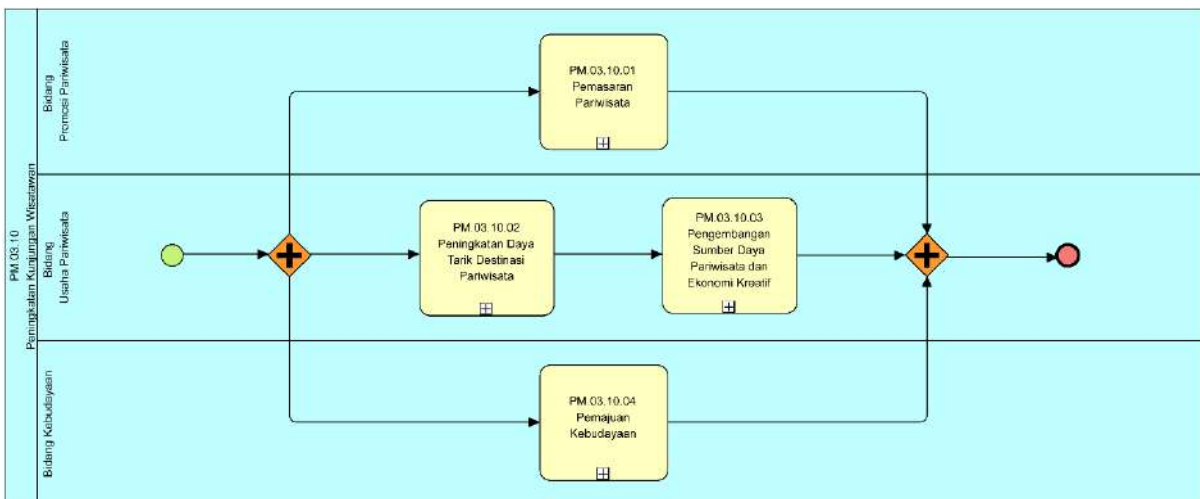 PM.03.10
Peningkatan Kunjungan Wisatawan
Bidang
Promosi Pariwisata
PM.03.10.01
Pemasaran
Pariwisata
Bidang
Usaha Pariwisata
PM.03.10.02
Peningkatan Daya
Tarik Destinasi
Pariwisata
PM.03.10.03
Pengembangan
Sumber Daya
Pariwisata dan
Ekonomi Kreatif
Bidang Kebudayaan
PM.03.10.04
Pemajuan
Kebudayaan